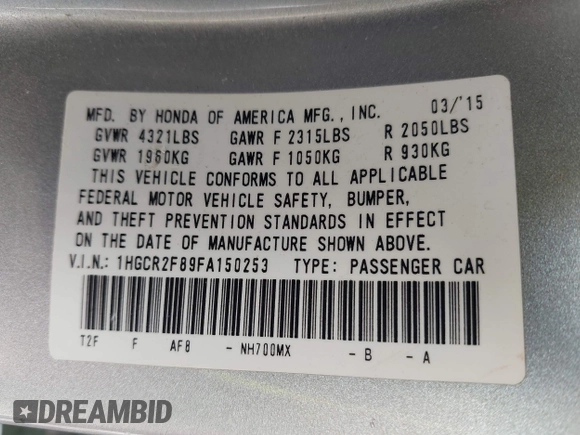 MFD. BY HONDA OF AMERICA MFG., INC. 03/'15
GVWR 4321LBS GAWR F 2315LBS R 2050LBS
GVWR 1960KG GAWR F 1050KG R 930KG
THIS VEHICLE CONFORMS TO ALL APPLICABLE
FEDERAL MOTOR VEHICLE SAFETY, BUMPER,
AND THEFT PREVENTION STANDARDS IN EFFECT
ON THE DATE OF MANUFACTURE SHOWN ABOVE.
V.I.N.: 1HGCR2F89FA150253 TYPE: PASSENGER CAR
T2F F AF8 - NH700MX - B - A
DREAMBID